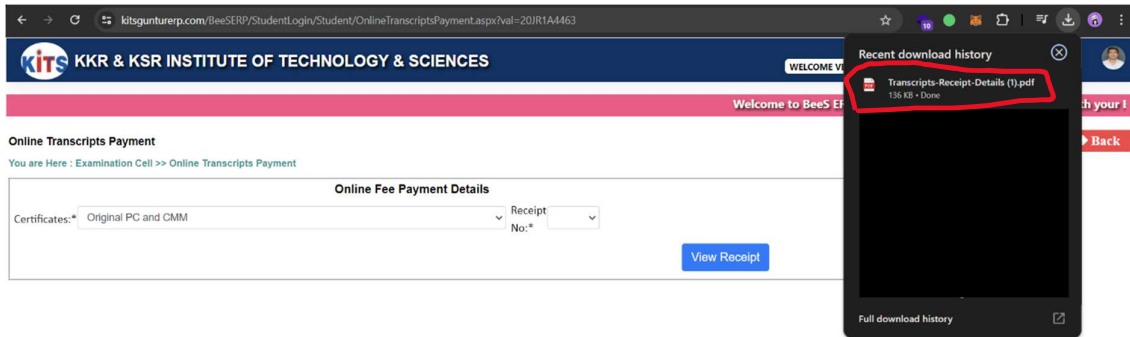 kitsgunturerp.com/BeeSERP/StudentLogin/Student/OnlineTranscriptsPayment.aspx?val=20JR1A4463
10
KITS KKR & KSR INSTITUTE OF TECHNOLOGY & SCIENCES
WELCOME VE
Recent download history
Transcripts-Receipt-Details (1).pdf
136 KB • Done
Welcome to BeeS ER
th your
Online Transcripts Payment
Back
You are Here : Examination Cell >> Online Transcripts Payment
Online Fee Payment Details
Certificates:* Original PC and CMM
Receipt
No:*
View Receipt
Full download history